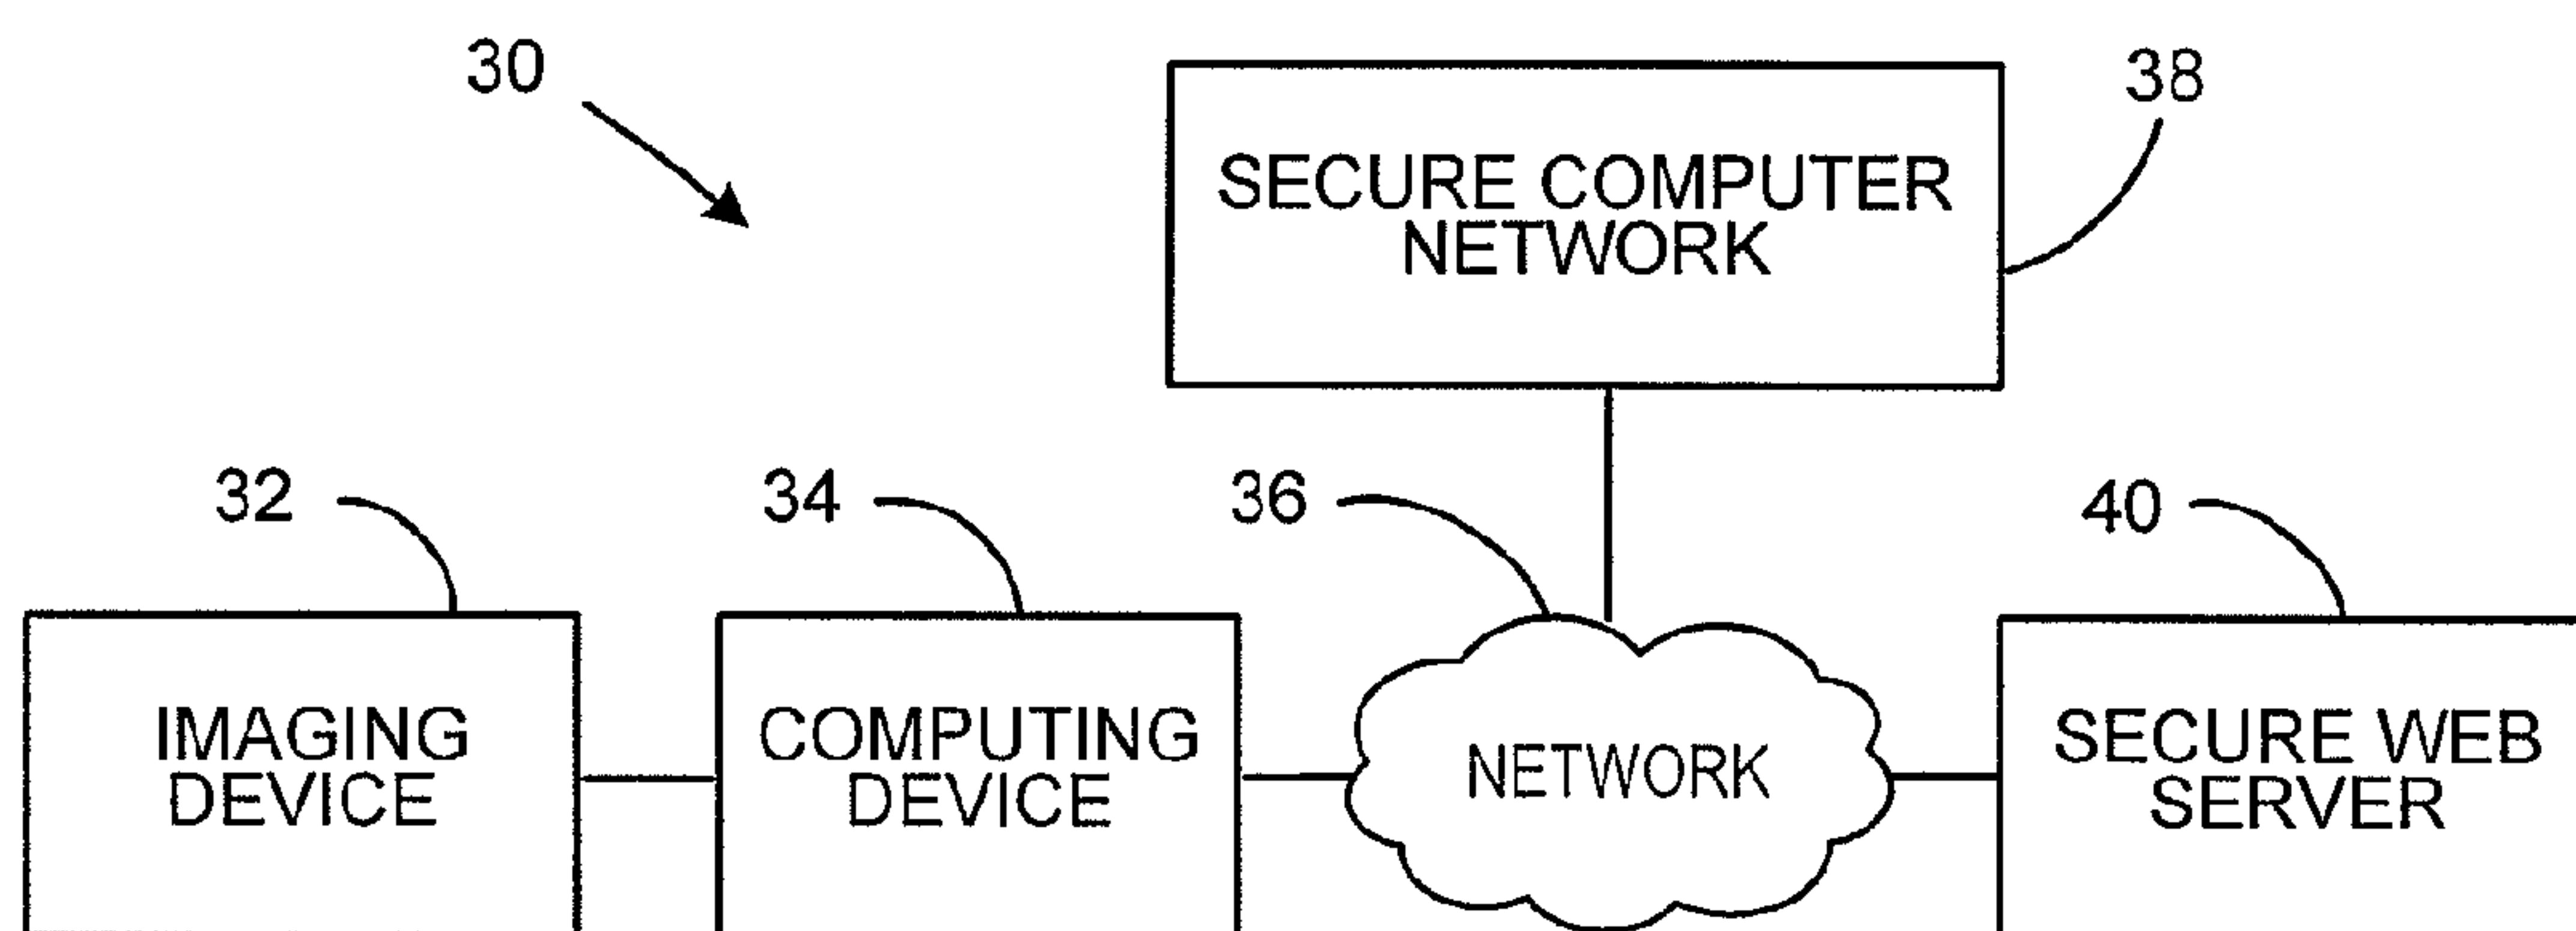 30
38
SECURE COMPUTER
NETWORK
32
34
36
40
IMAGING
DEVICE
COMPUTING
DEVICE
NETWORK
SECURE WEB
SERVER